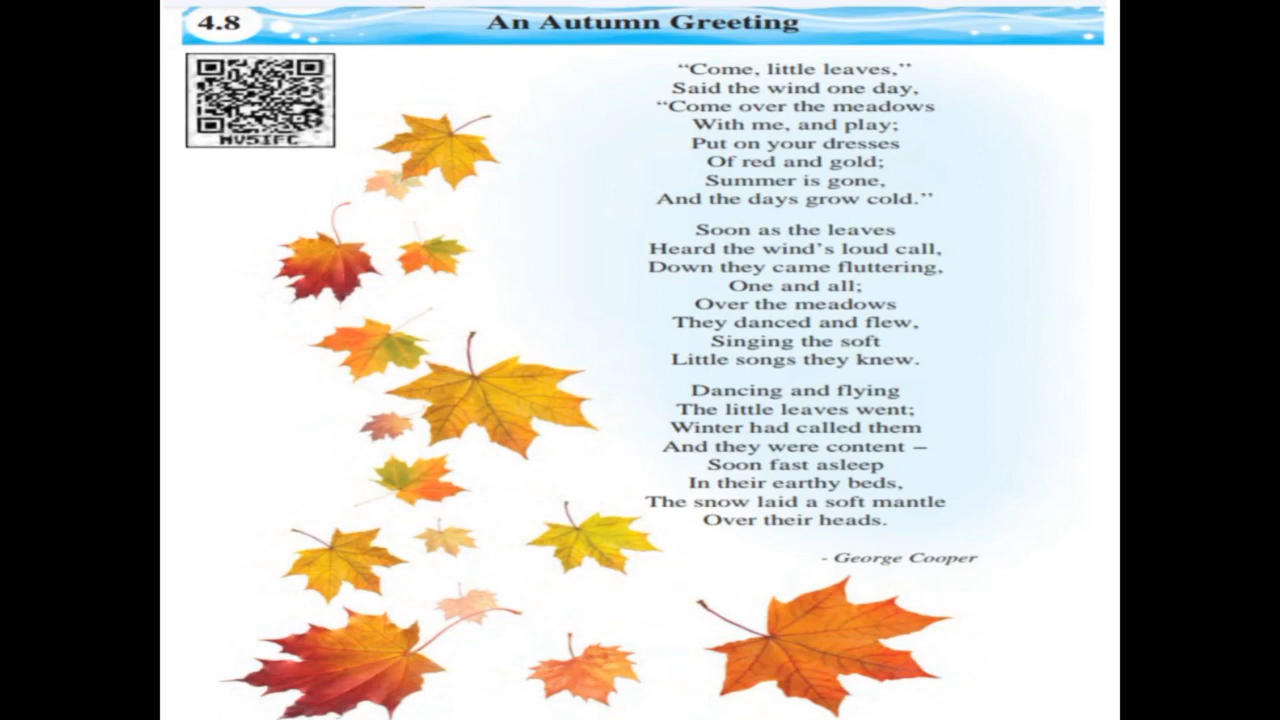 4.8
An Autumn Greeting
WV5IFC
“Come, little leaves,’’
Said the wind one day,
“Come over the meadows
With me, and play;
Put on your dresses
Of red and gold;
Summer is gone,
And the days grow cold.’’
Soon as the leaves
Heard the wind’s loud call,
Down they came fluttering,
One and all;
Over the meadows
They danced and flew,
Singing the soft
Little songs they knew.
Dancing and flying
The little leaves went;
Winter had called them
And they were content –
Soon fast asleep
In their earthy beds,
The snow laid a soft mantle
Over their heads.
- George Cooper